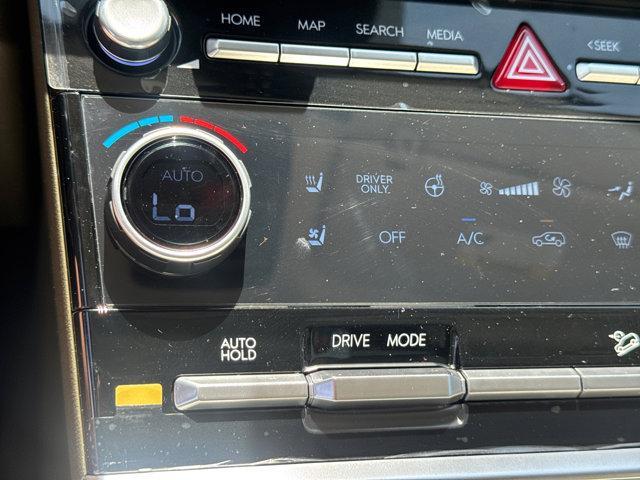 HOME MAP SEARCH MEDIA <SEEK
AUTO
Lo
DRIVER
ONLY.
OFF A/C
AUTO
HOLD
DRIVE MODE